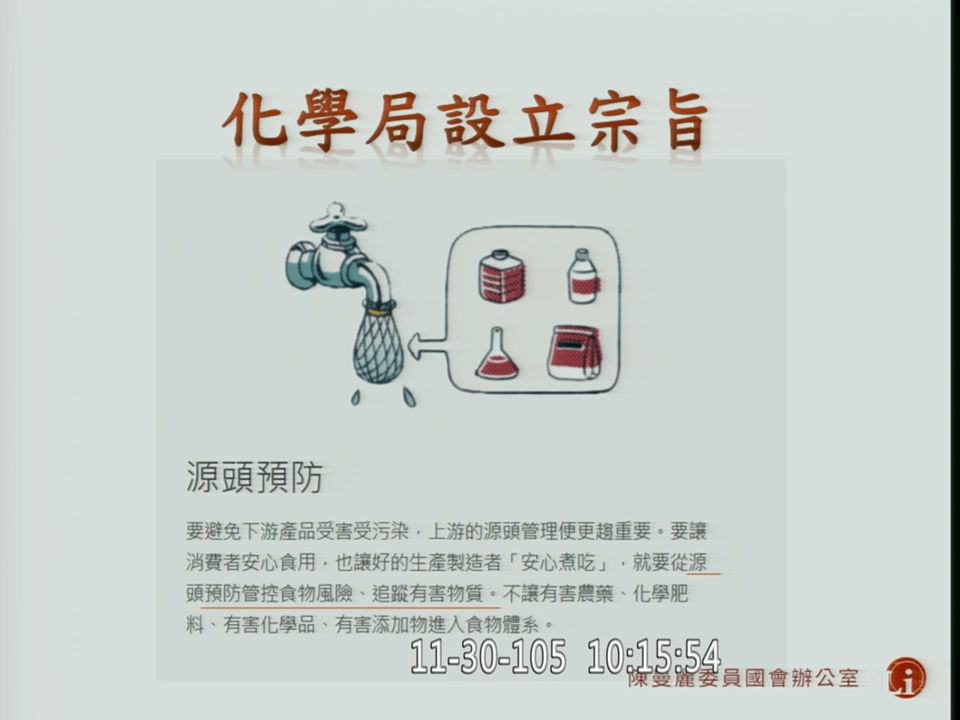 化學局設立宗旨
源頭預防
要避免下游產品受害受污染，上游的源頭管理便更趨重要。要讓
消費者安心食用，也讓好的生產製造者「安心煮吃」，就要從源
頭預防管控食物風險、追蹤有害物質。不讓有害農藥、化學肥
料、有害化學品、有害添加物進入食物體系。
11-30-105 10:15:54
陳曼麗委員國會辦公室
Li